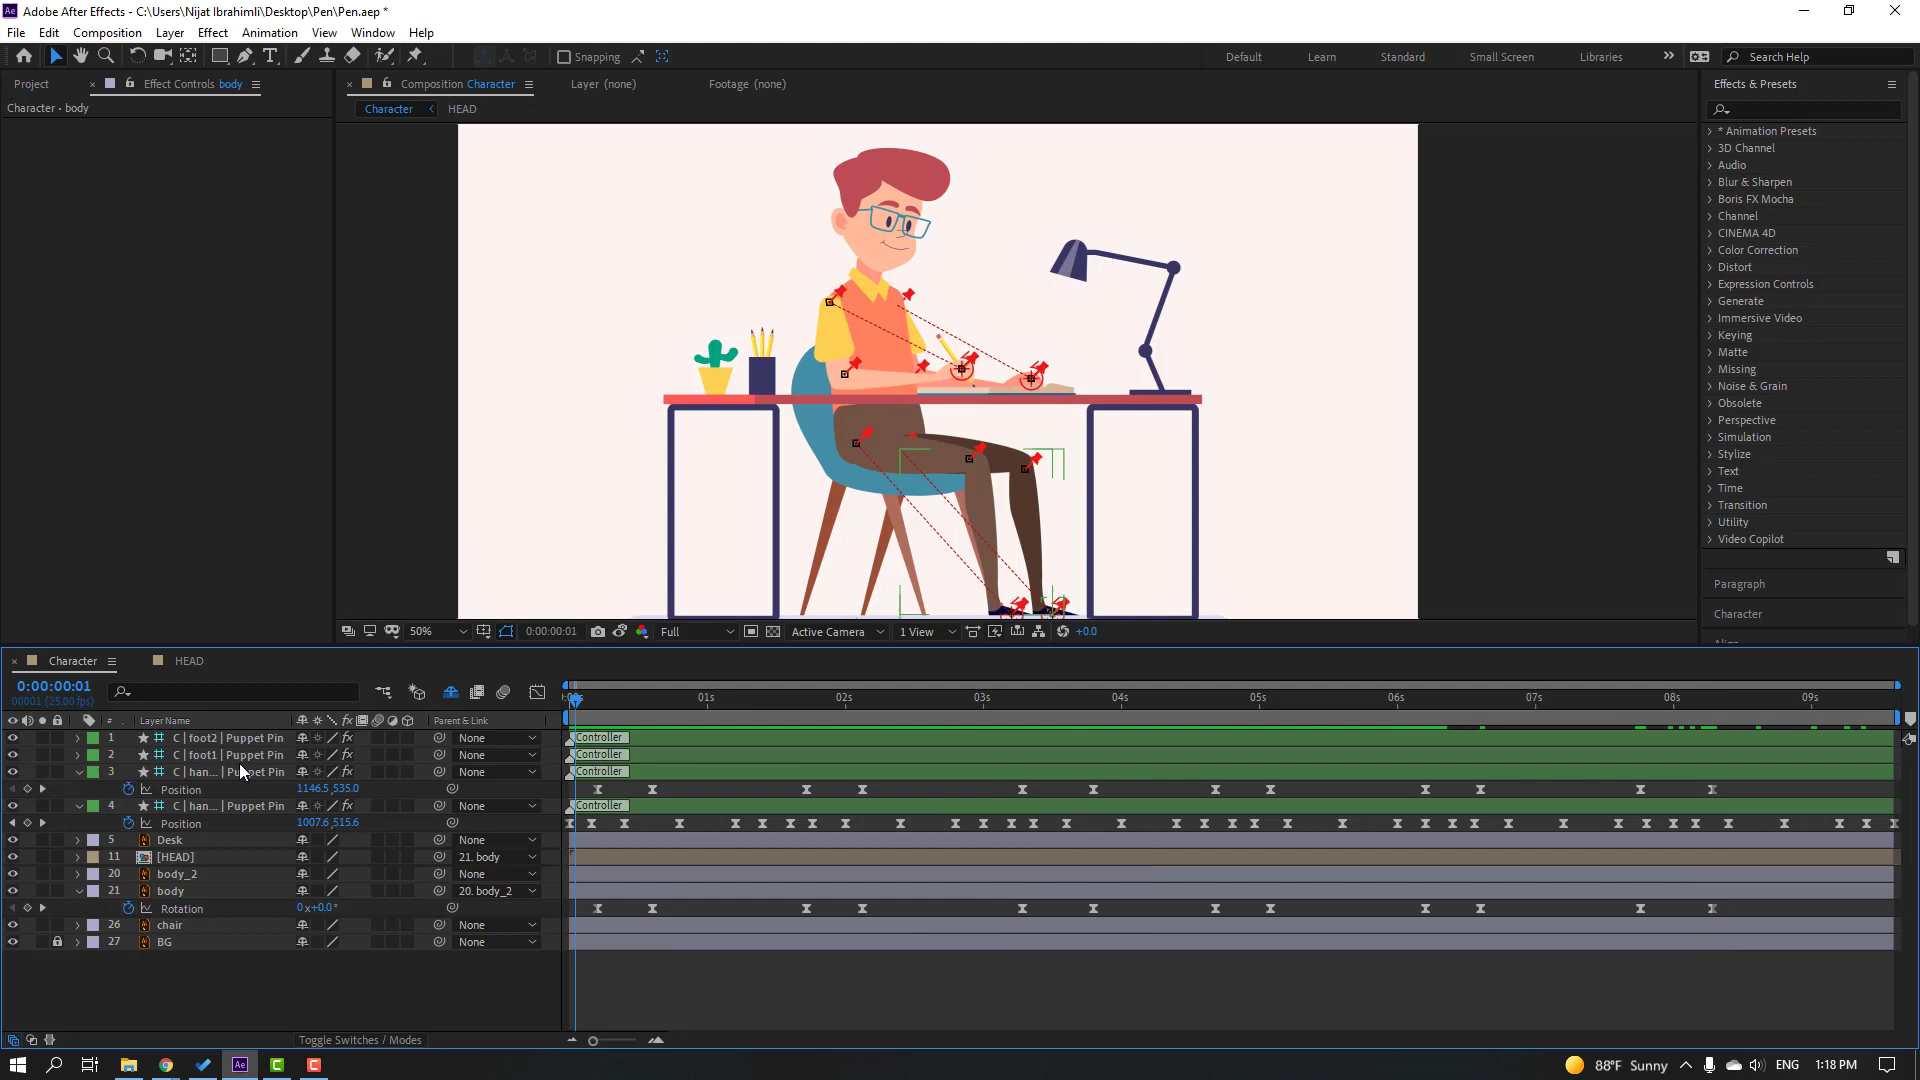 Ae Adobe After Effects - C:\Users\Nijat Ibrahimli\Desktop\Pen\Pen.aep *
File Edit Composition Layer Effect Animation View Window Help
Snapping Default Learn Standard Small Screen Libraries Search Help
Project Effect Controls body Composition Character Layer (none) Footage (none) Effects & Presets
Character • body Character HEAD
* Animation Presets
3D Channel
Audio
Blur & Sharpen
Boris FX Mocha
Channel
CINEMA 4D
Color Correction
Distort
Expression Controls
Generate
Immersive Video
Keying
Matte
Missing
Noise & Grain
Obsolete
Perspective
Simulation
Stylize
Text
Time
Transition
Utility
Video Copilot
Paragraph
Character
50% 0:00:00:01 Full Active Camera 1 View +0.0
Character HEAD
0:00:00:01
00001 (25.00 fps)
01s 02s 03s 04s 05s 06s 07s 08s 09s
# Layer Name fx Parent & Link
1 C | foot2 | Puppet Pin fx None Controller
2 C | foot1 | Puppet Pin fx None Controller
3 C | han... | Puppet Pin fx None Controller
Position 1146.5,535.0
4 C | han... | Puppet Pin fx None Controller
Position 1007.6,515.6
5 Desk None
11 [HEAD] 21. body
20 body_2 None
21 body 20. body_2
Rotation 0x+0.0°
26 chair None
27 BG None
Toggle Switches / Modes
Ae C C 88°F Sunny ENG 1:18 PM